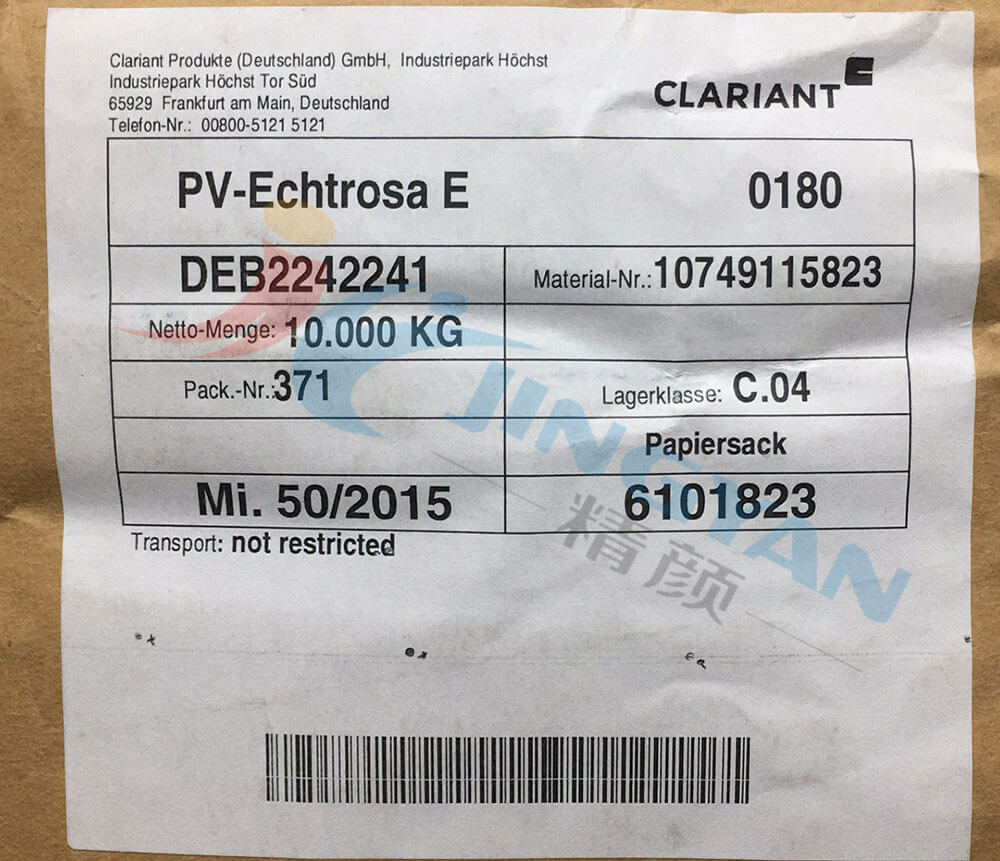 Clariant Produkte (Deutschland) GmbH, Industriepark Höchst
Industriepark Höchst Tor Süd
65929 Frankfurt am Main, Deutschland
Telefon-Nr.: 00800-5121 5121
CLARIANT
PV-Echtrosa E 0180
DEB2242241 Material-Nr.:10749115823
Netto-Menge: 10.000 KG
Pack.-Nr.:371 Lagerklasse: C.04
Papiersack
Mi. 50/2015 6101823
Transport: not restricted
JINGYAN
精颜